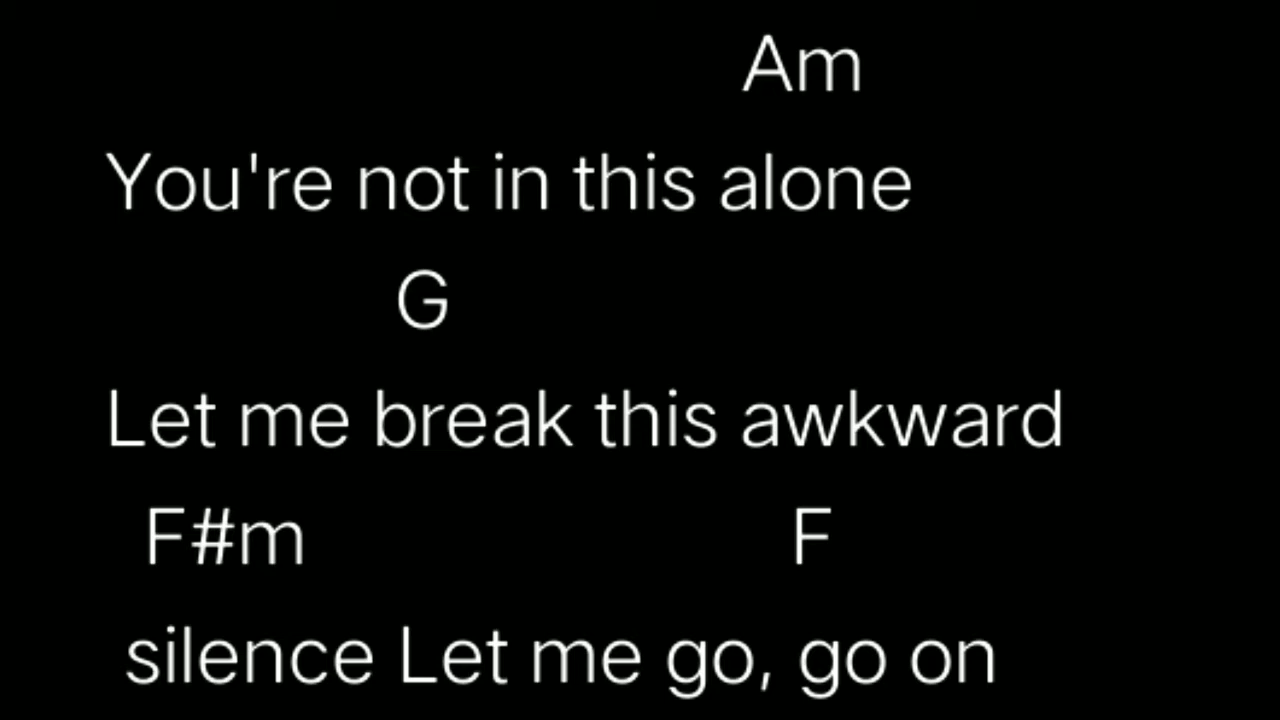 Am
You're not in this alone
G
Let me break this awkward
F#m F
silence Let me go, go on